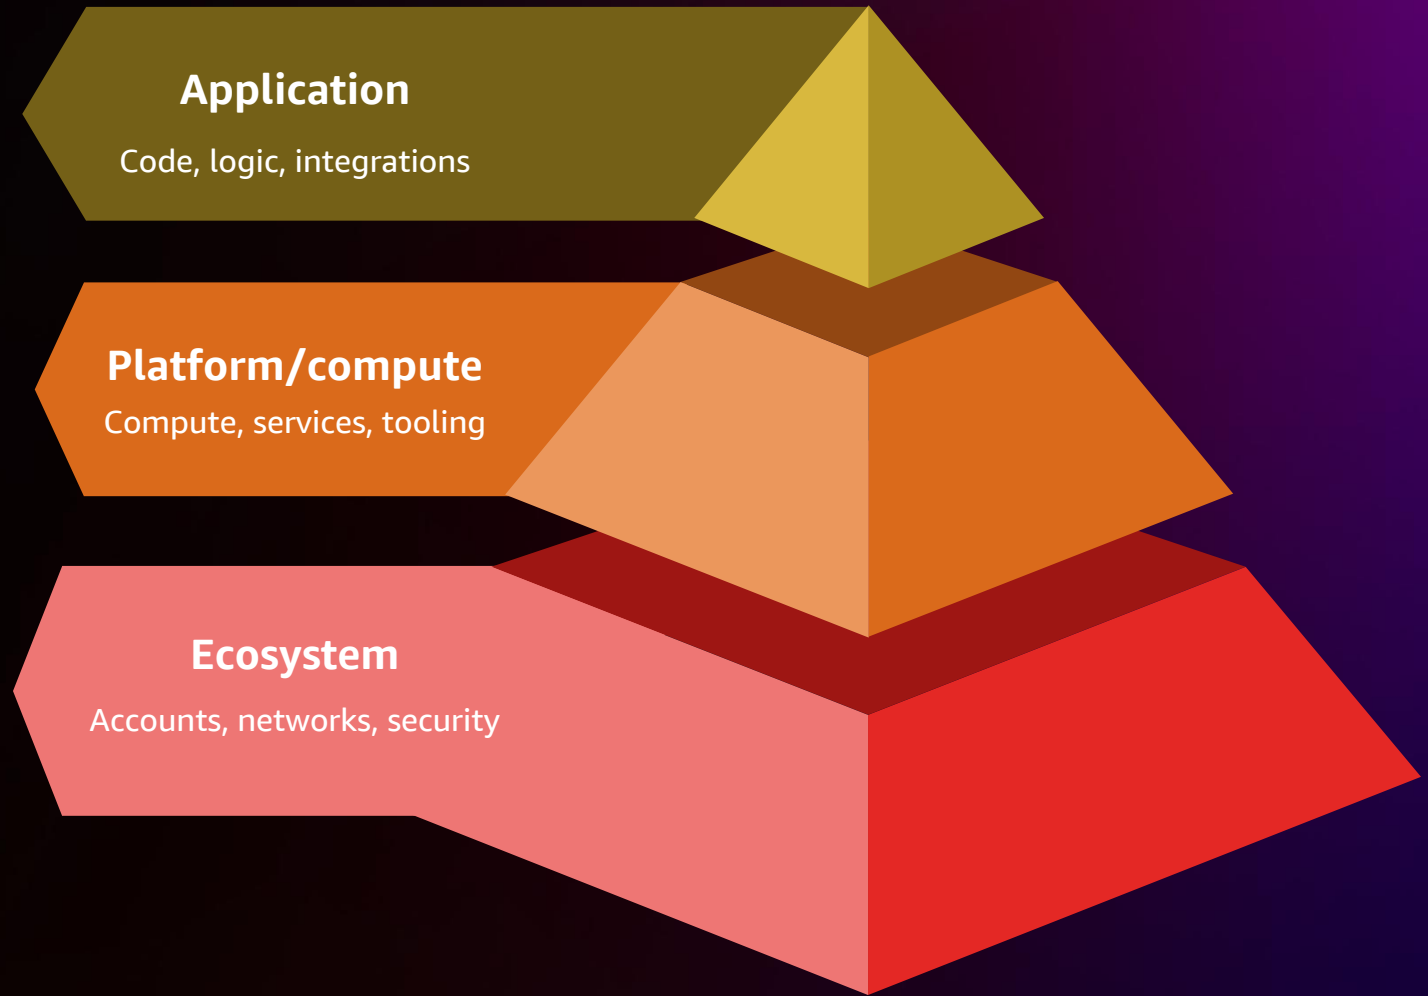 Application
Code, logic, integrations
Platform/compute
Compute, services, tooling
Ecosystem
Accounts, networks, security